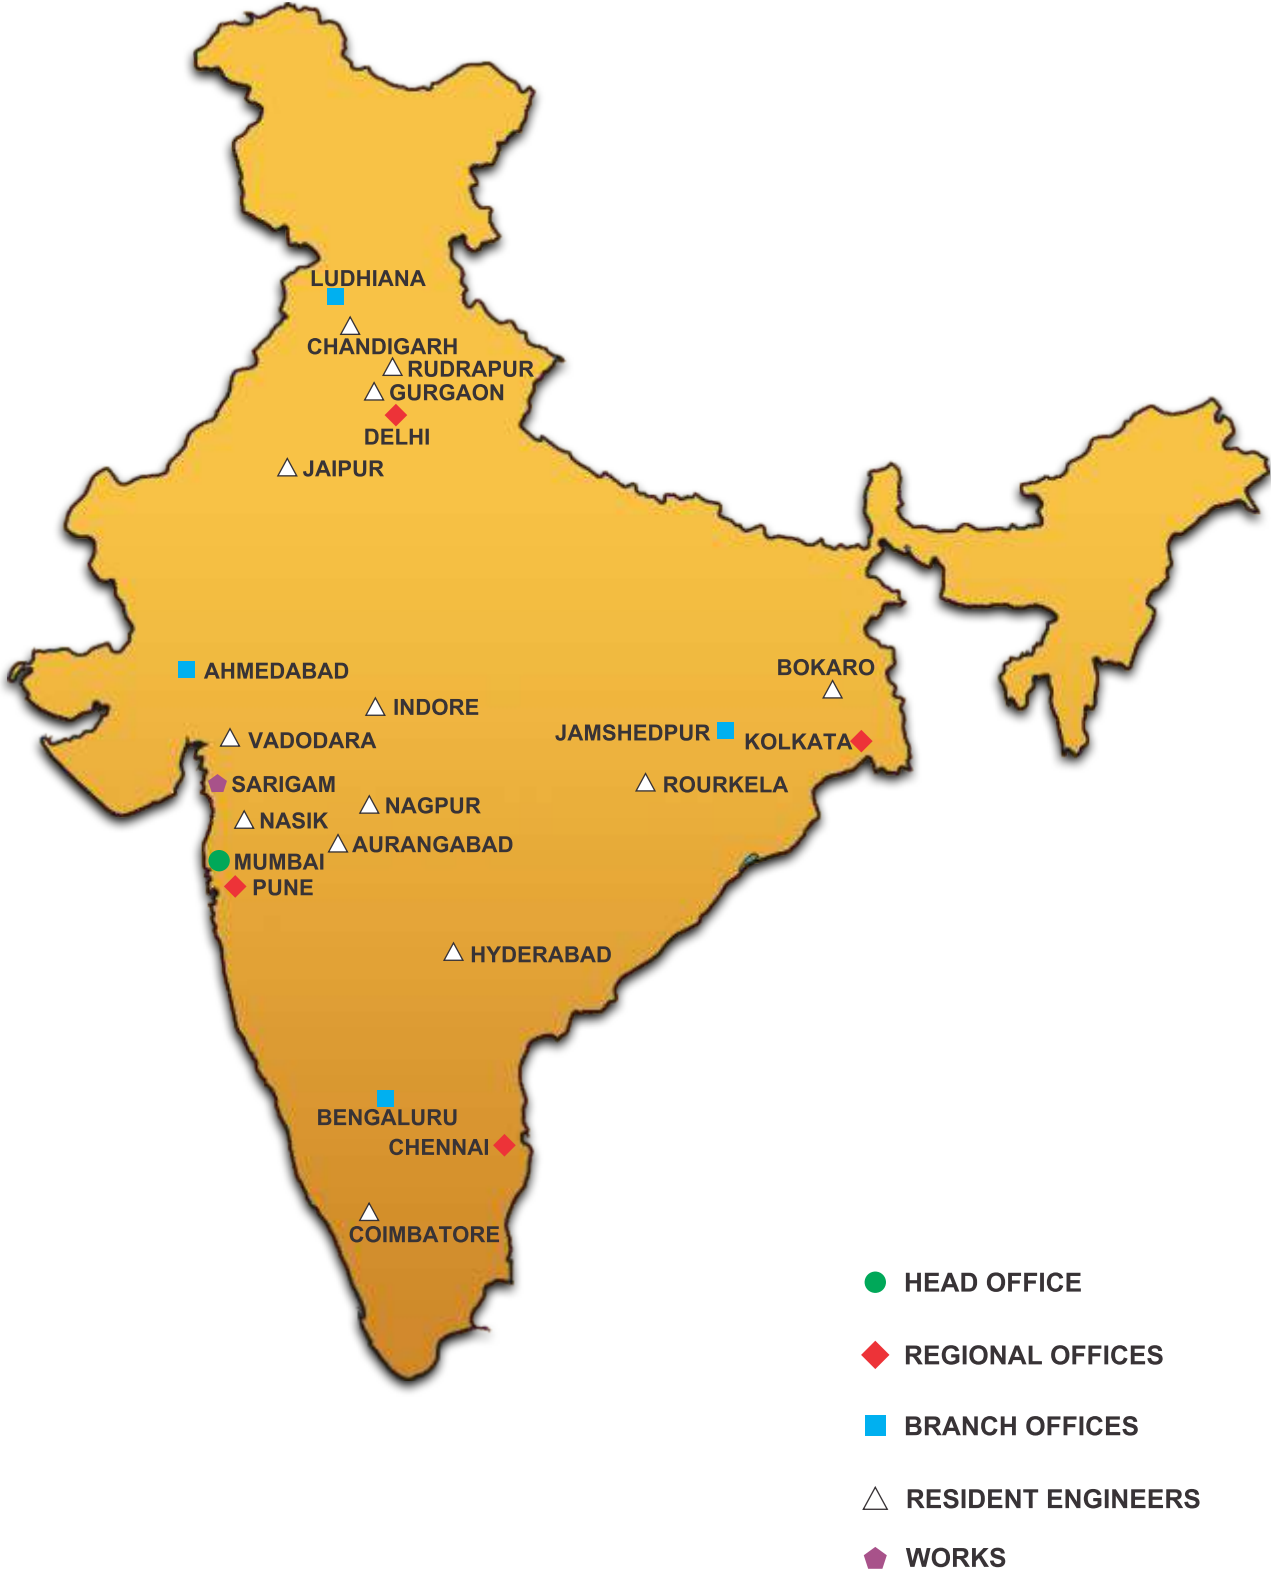 LUDHIANA
CHANDIGARH
RUDRAPUR
GURGAON
DELHI
JAIPUR
AHMEDABAD
BOKARO
INDORE
JAMSHEDPUR
KOLKATA
VADODARA
SARIGAM
ROURKELA
NAGPUR
NASIK
AURANGABAD
MUMBAI
PUNE
HYDERABAD
BENGALURU
CHENNAI
COIMBATORE
HEAD OFFICE
REGIONAL OFFICES
BRANCH OFFICES
RESIDENT ENGINEERS
WORKS